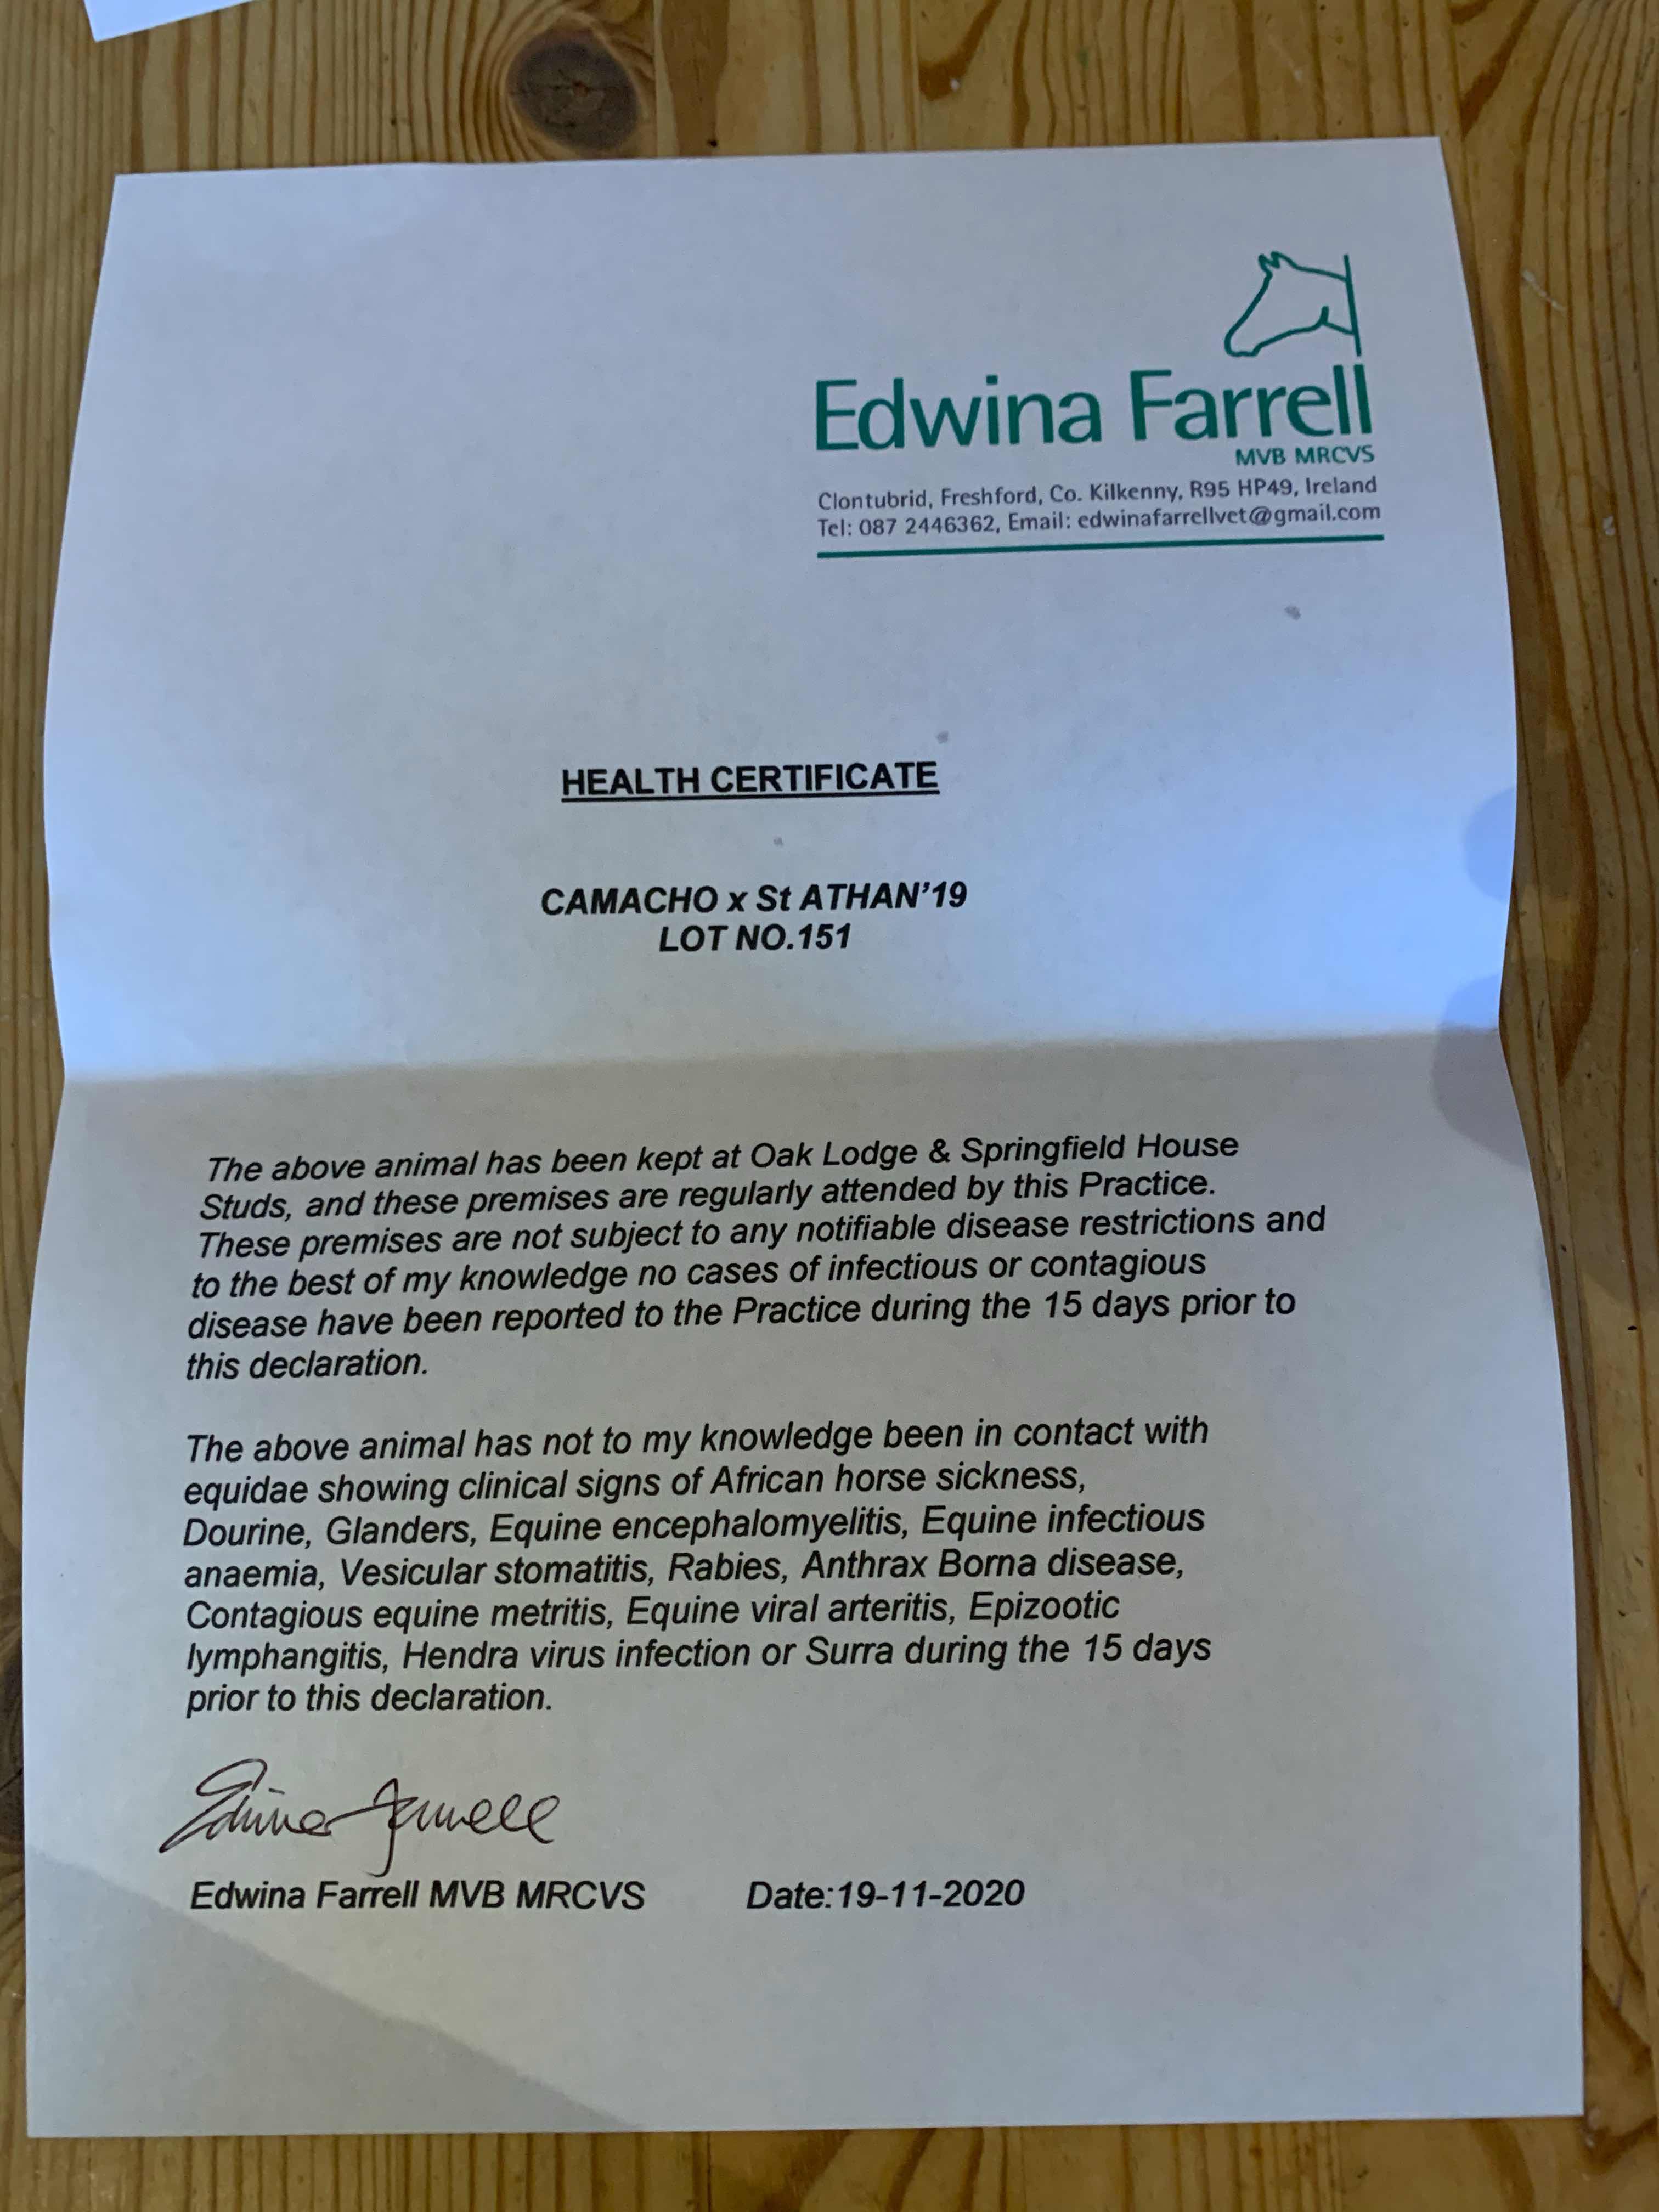 Edwina Farrell
MVB MRCVS
Clontubrid, Freshford, Co. Kilkenny, R95 HP49, Ireland
Tel: 087 2446362, Email: edwinafarrellvet@gmail.com
HEALTH CERTIFICATE
CAMACHO x St ATHAN'19
LOT NO.151
The above animal has been kept at Oak Lodge & Springfield House
Studs, and these premises are regularly attended by this Practice.
These premises are not subject to any notifiable disease restrictions and
to the best of my knowledge no cases of infectious or contagious
disease have been reported to the Practice during the 15 days prior to
this declaration.
The above animal has not to my knowledge been in contact with
equidae showing clinical signs of African horse sickness,
Dourine, Glanders, Equine encephalomyelitis, Equine infectious
anaemia, Vesicular stomatitis, Rabies, Anthrax Borna disease,
Contagious equine metritis, Equine viral arteritis, Epizootic
lymphangitis, Hendra virus infection or Surra during the 15 days
prior to this declaration.
Edwina Farrell
Edwina Farrell MVB MRCVS Date:19-11-2020